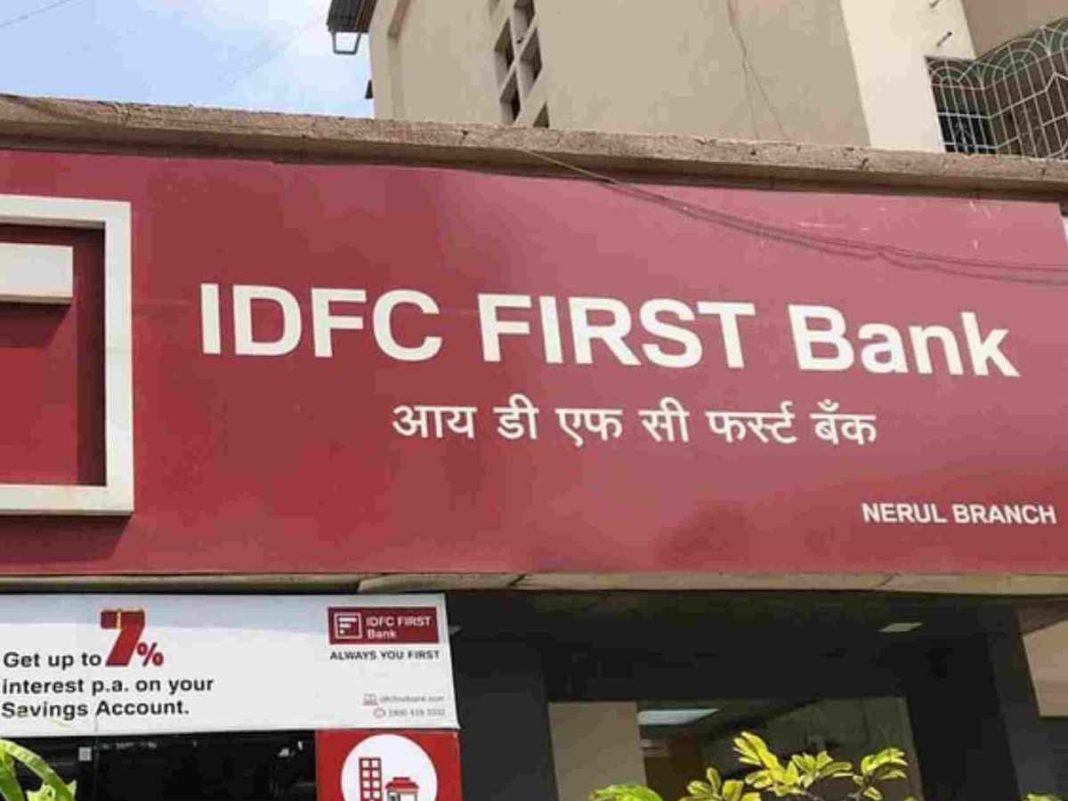 IDFC FIRST Bank
आय डी एफ सी फर्स्ट बँक
NERUL BRANCH
Get up to 7%
interest p.a. on your
Savings Account.
IDFC FIRST
Bank
ALWAYS YOU FIRST